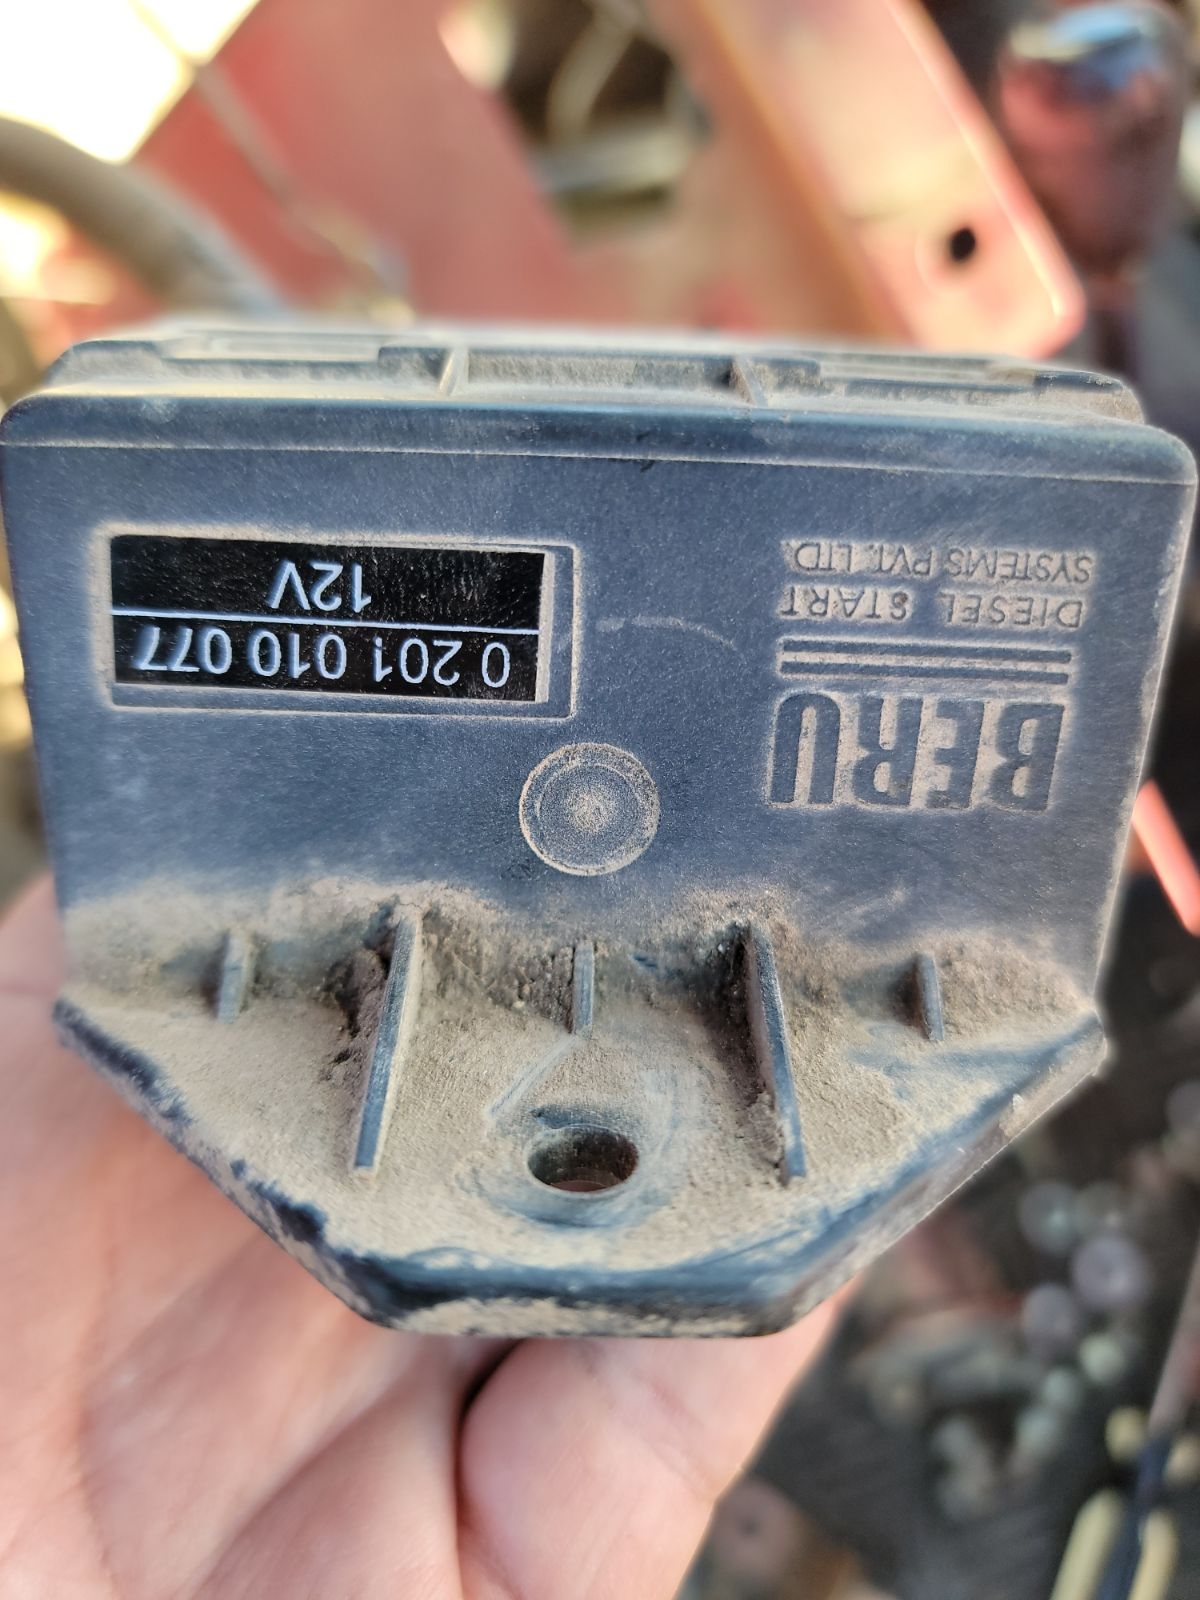 BERU
DIESEL START
SYSTEMS PVT. LTD.
0 201 010 077
12V